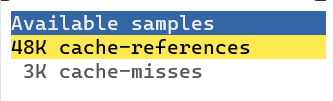 Available samples
48K cache-references
3K cache-misses